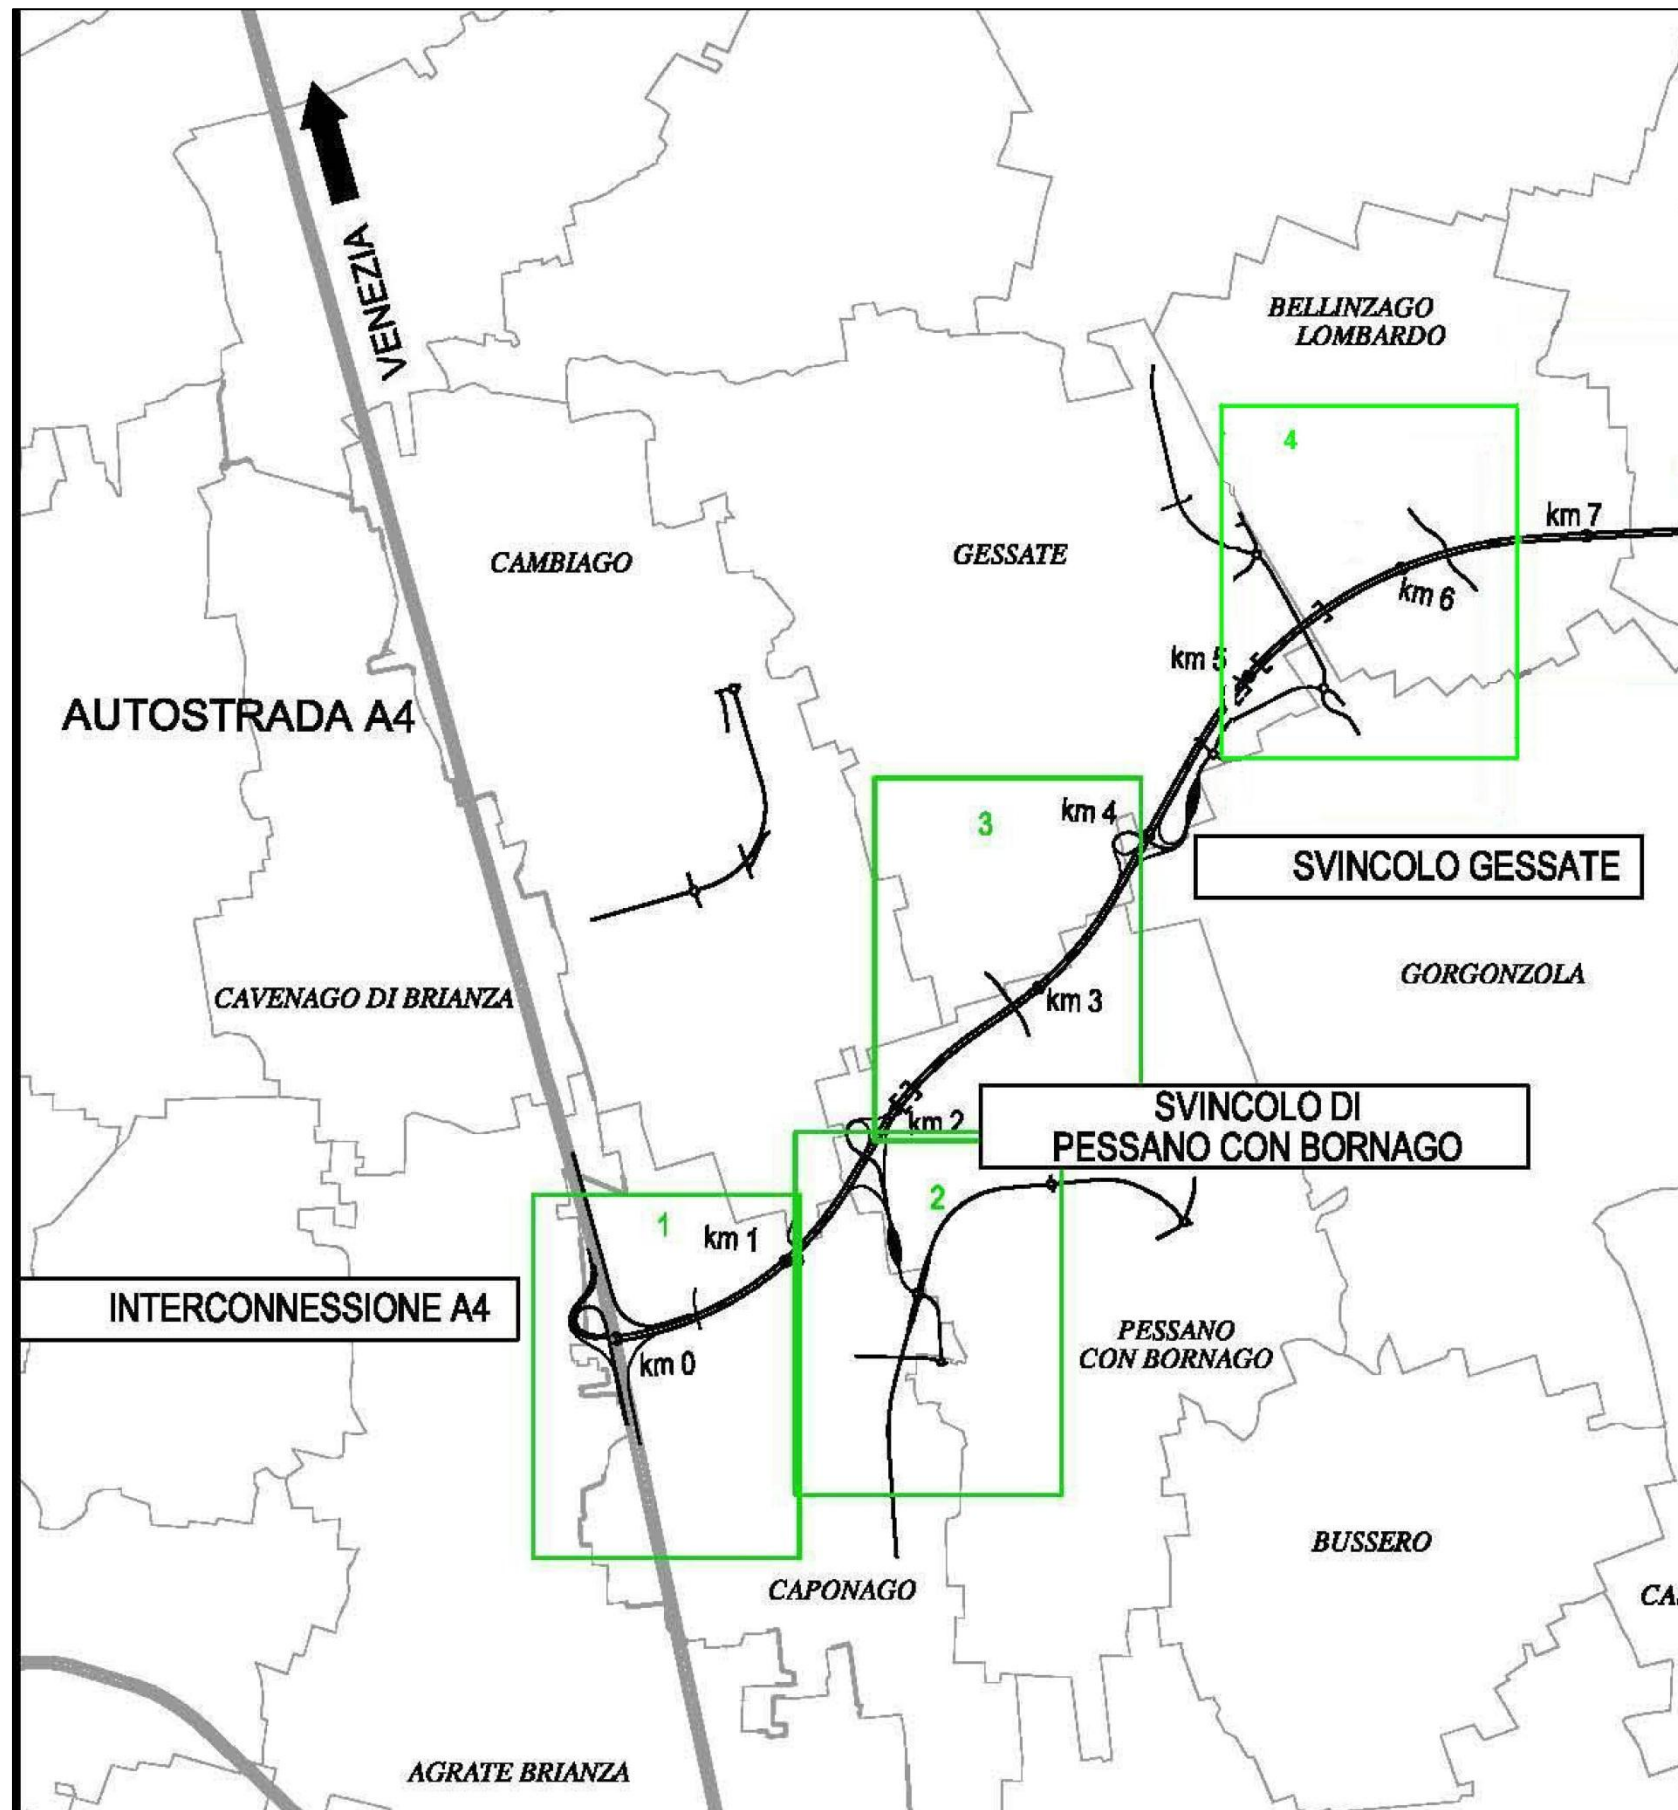 VENEZIA
BELLINZAGO
LOMBARDO
4
km 7
CAMBIAGO
GESSATE
km 6
km 5
AUTOSTRADA A4
3
km 4
SVINCOLO GESSATE
GORGONZOLA
CAVENAGO DI BRIANZA
km 3
SVINCOLO DI
PESSANO CON BORNAGO
km 2
2
1
km 1
INTERCONNESSIONE A4
PESSANO
CON BORNAGO
km 0
BUSSERO
CAPONAGO
AGRATE BRIANZA